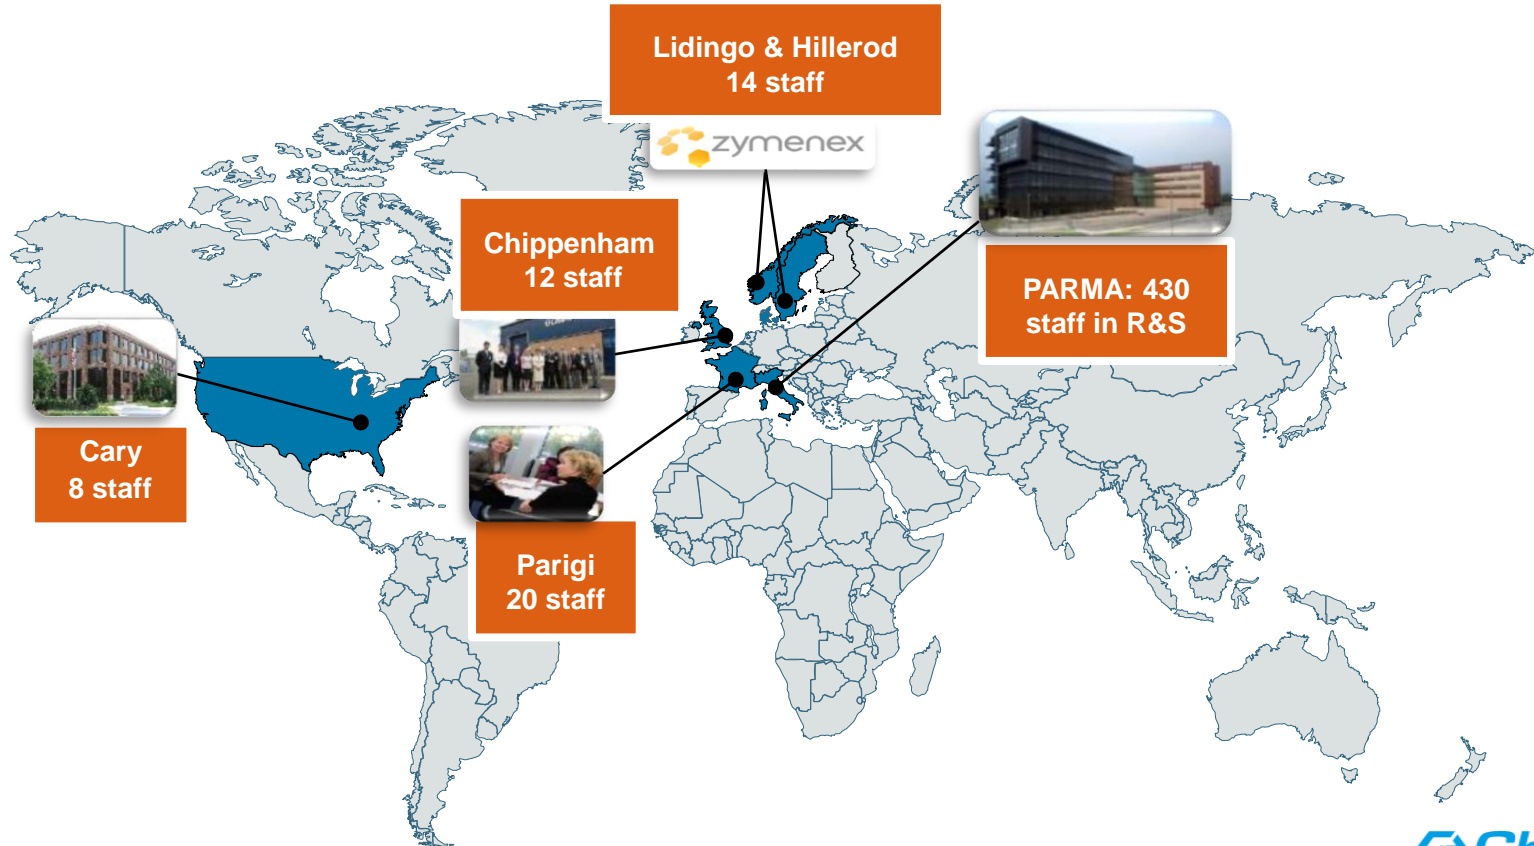 Lidingo & Hillerod
14 staff
zymenex
Chippenham
12 staff
PARMA: 430
staff in R&S
Cary
8 staff
Parigi
20 staff